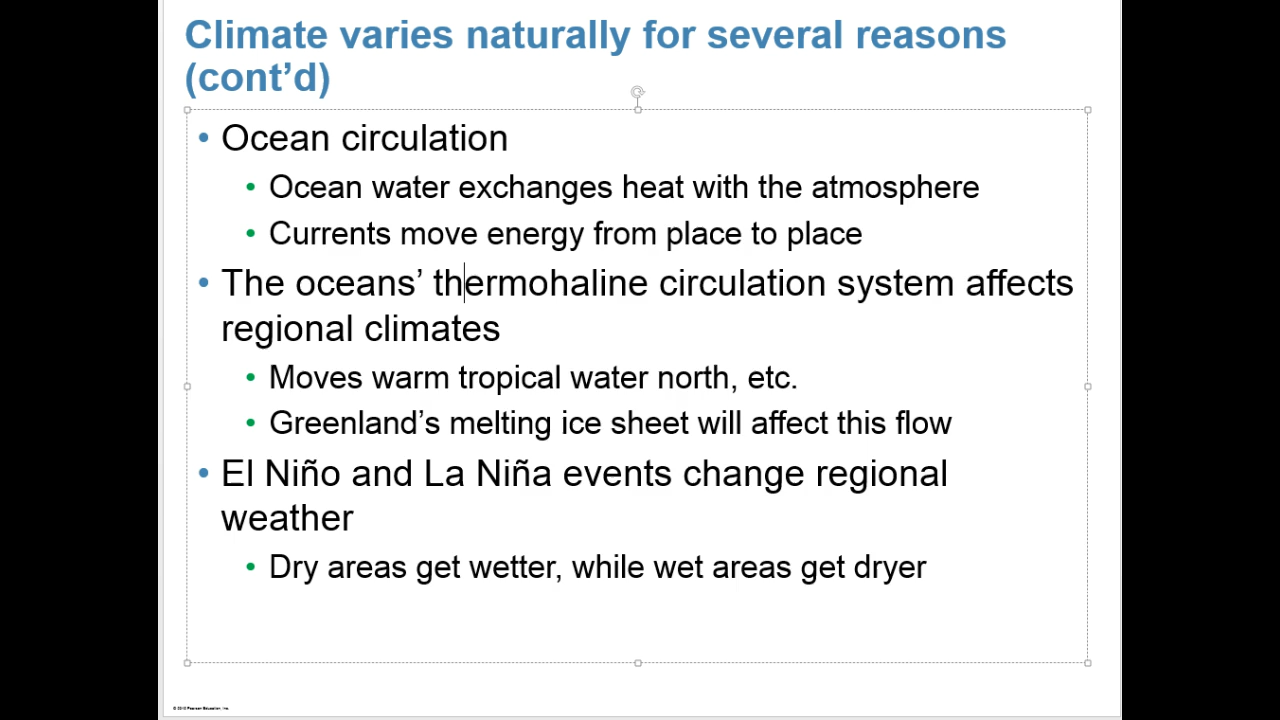 Climate varies naturally for several reasons
(cont’d)
• Ocean circulation
• Ocean water exchanges heat with the atmosphere
• Currents move energy from place to place
• The oceans’ thermohaline circulation system affects
regional climates
• Moves warm tropical water north, etc.
• Greenland’s melting ice sheet will affect this flow
• El Niño and La Niña events change regional
weather
• Dry areas get wetter, while wet areas get dryer
Pearson Education, Inc.